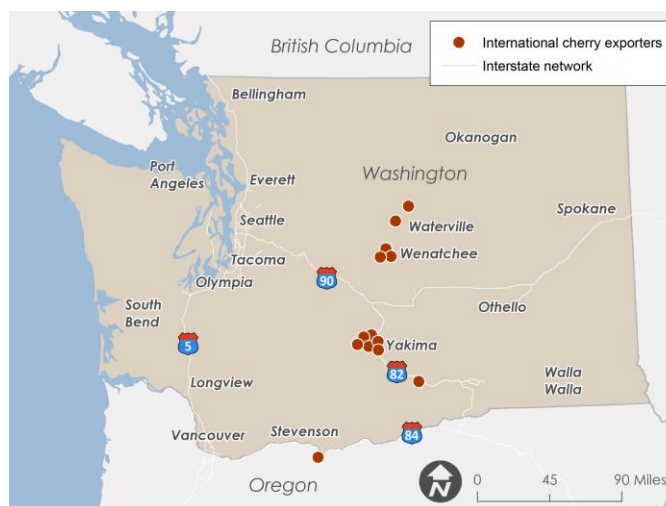 British Columbia
International cherry exporters
Interstate network
Bellingham
Okanogan
Washington
Port
Angeles
Everett
Seattle
Waterville
Spokane
Wenatchee
Tacoma
Olympia
90
Othello
South
Bend
5
Yakima
82
Walla
Walla
Longview
Vancouver
Stevenson
84
Oregon
N
0 45 90 Miles